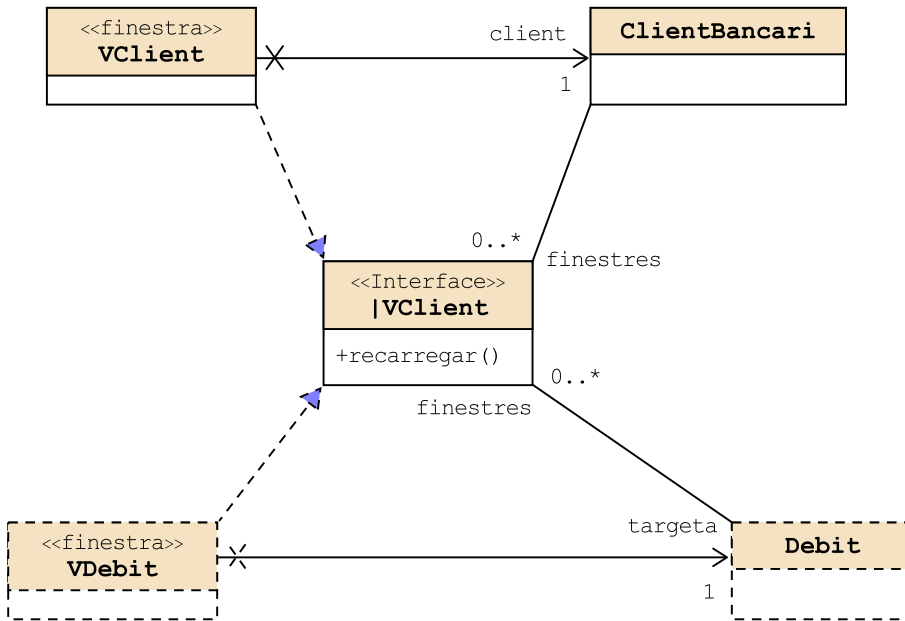 <<finestra>>
VClient
client
1
ClientBancari
0..*
finestres
<<Interface>>
|VClient
+recarregar()
0..*
finestres
<<finestra>>
VDebit
targeta
1
Debit